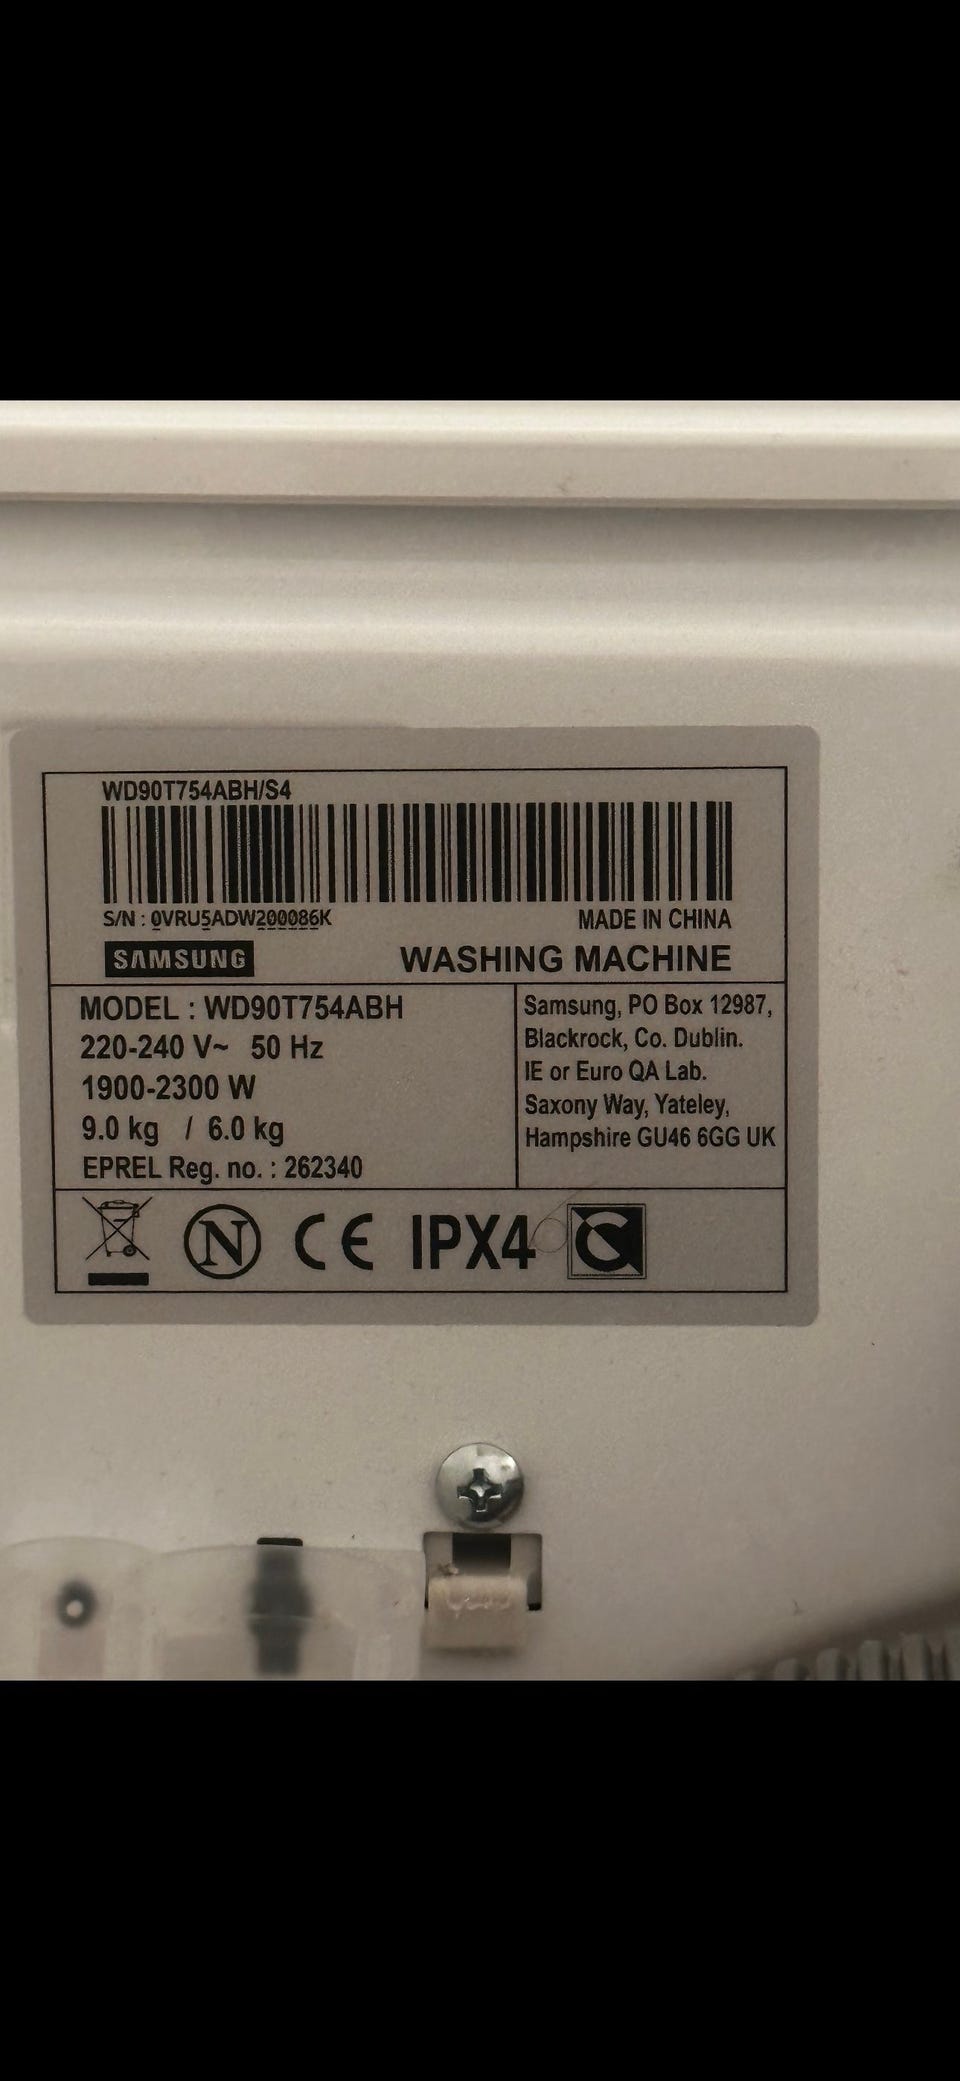 WD90T754ABH/S4
S/N : 0VRU5ADW200086K MADE IN CHINA
SAMSUNG WASHING MACHINE
MODEL : WD90T754ABH
220-240 V~ 50 Hz
1900-2300 W
9.0 kg / 6.0 kg
EPREL Reg. no. : 262340
Samsung, PO Box 12987,
Blackrock, Co. Dublin.
IE or Euro QA Lab.
Saxony Way, Yateley,
Hampshire GU46 6GG UK
N CE IPX4